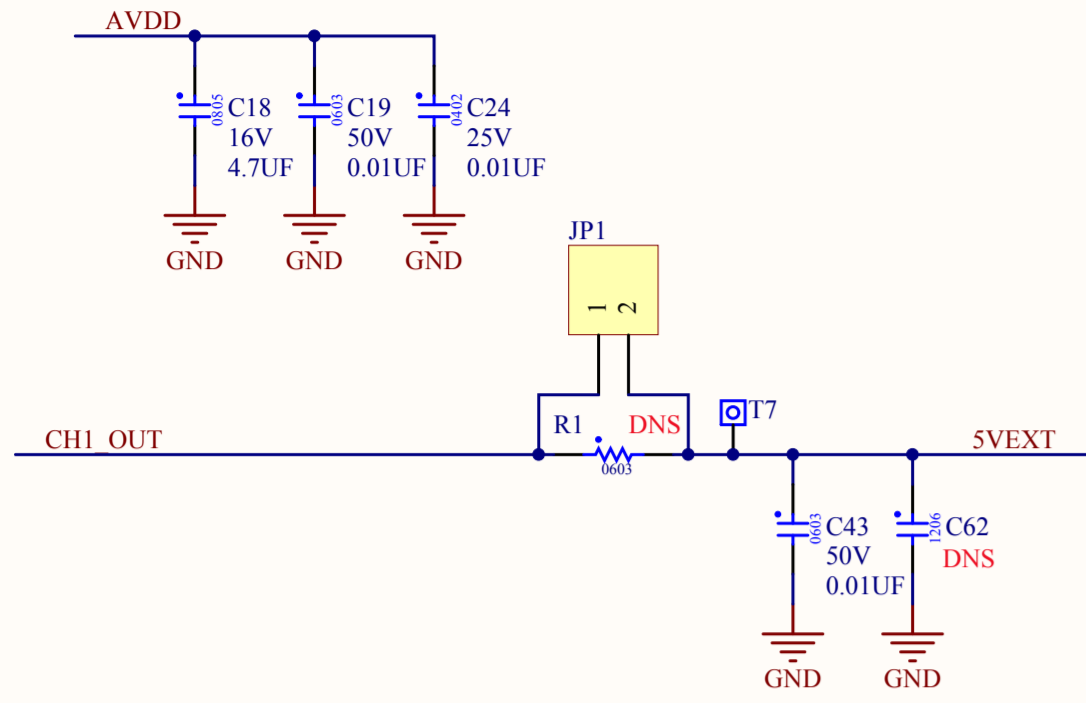 AVDD
0805
C18
16V
4.7UF
0603
C19
50V
0.01UF
0402
C24
25V
0.01UF
GND
GND
GND
JP1
1
2
R1
DNS
T7
CH1_OUT
0603
5VEXT
0603
C43
50V
0.01UF
1206
C62
DNS
GND
GND